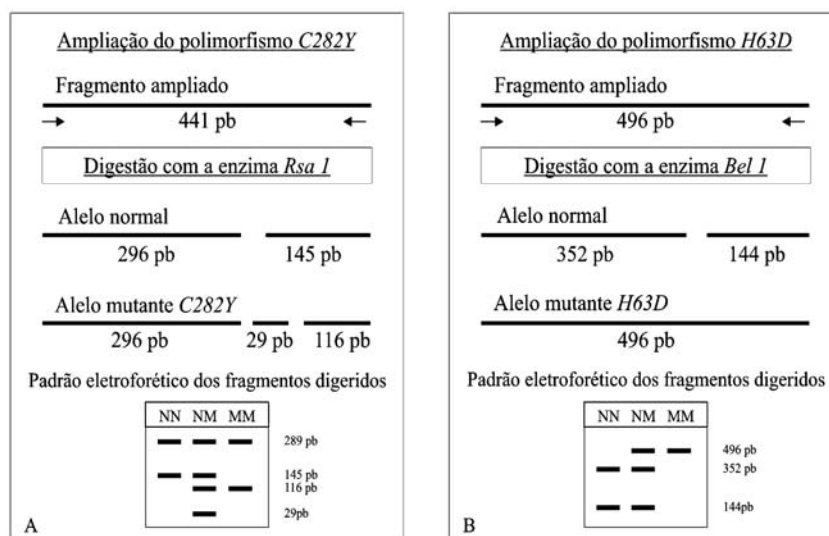 Ampliação do polimorfismo C282Y
Fragmento ampliado
441 pb
Digestão com a enzima Rsa 1
Alelo normal
296 pb 145 pb
Alelo mutante C282Y
296 pb 29 pb 116 pb
Padrão eletroforético dos fragmentos digeridos
NN NM MM
289 pb
145 pb
116 pb
29pb
A
Ampliação do polimorfismo H63D
Fragmento ampliado
496 pb
Digestão com a enzima Bel 1
Alelo normal
352 pb 144 pb
Alelo mutante H63D
496 pb
Padrão eletroforético dos fragmentos digeridos
NN NM MM
496 pb
352 pb
144pb
B